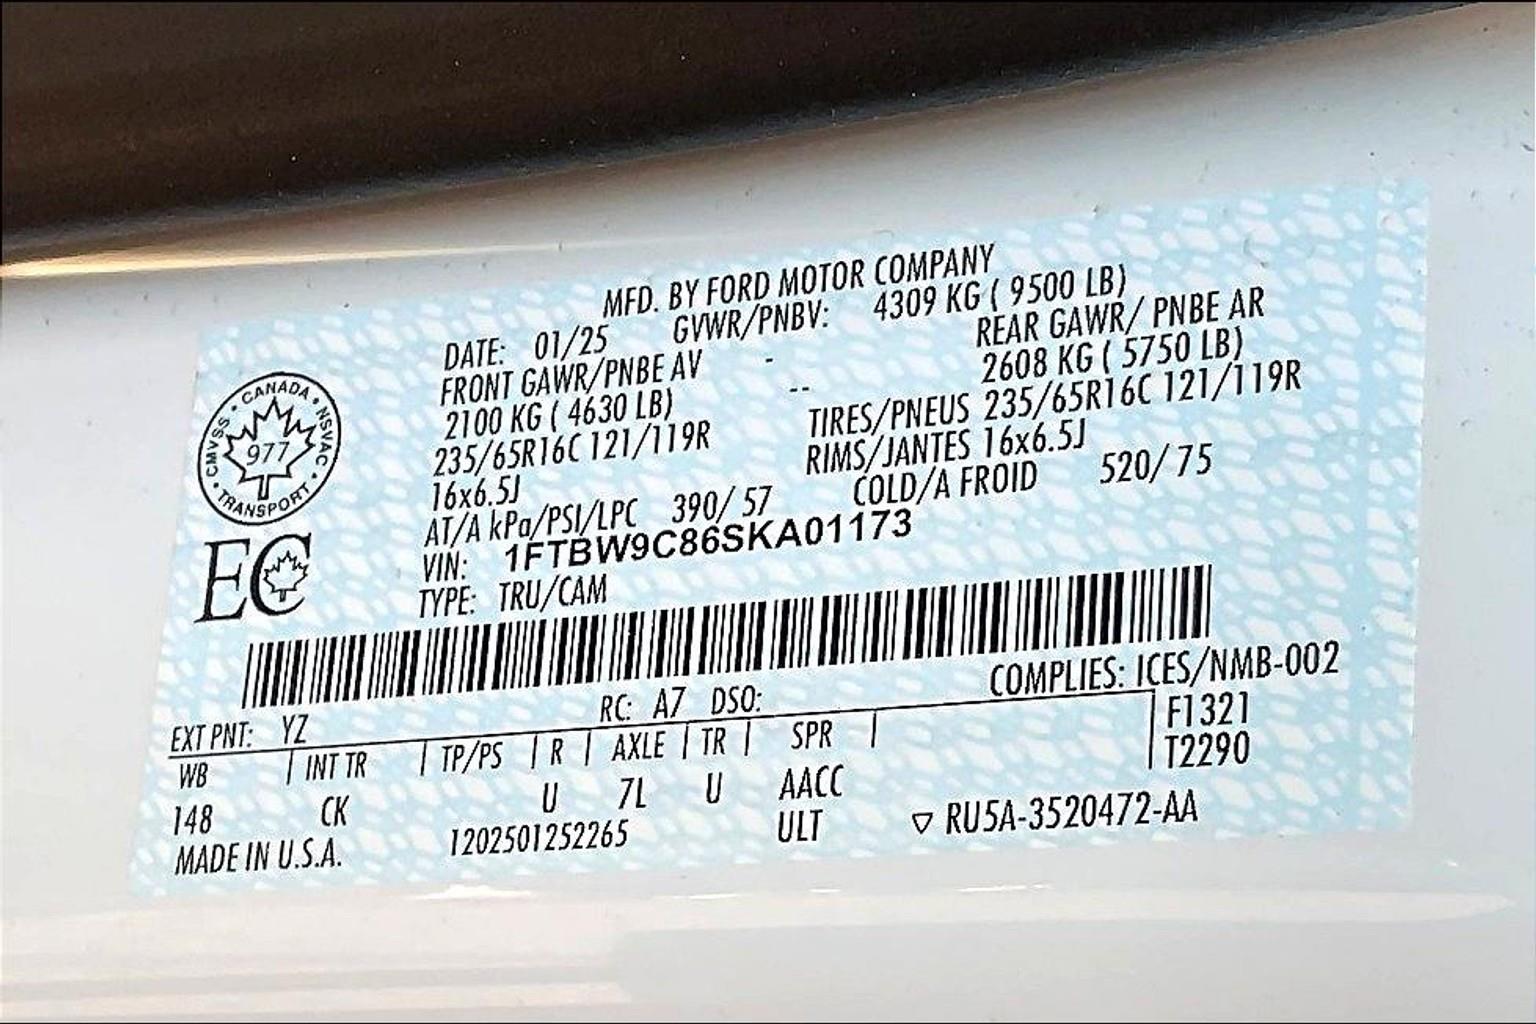 MFD. BY FORD MOTOR COMPANY
DATE: 01/25 GVWR/PNBV: 4309 KG ( 9500 LB)
FRONT GAWR/PNBE AV - REAR GAWR/ PNBE AR
2100 KG ( 4630 LB) -- 2608 KG ( 5750 LB)
235/65R16C 121/119R TIRES/PNEUS 235/65R16C 121/119R
16x6.5J RIMS/JANTES 16x6.5J
AT/A kPa/PSI/LPC 390/ 57 COLD/A FROID 520/ 75
VIN: 1FTBW9C86SKA01173
TYPE: TRU/CAM
CANADA • NSVAC • TRANSPORT • CMVSS •
977
EC
COMPLIES: ICES/NMB-002
EXT PNT: YZ RC: A7 DSO:
F1321
T2290
WB INT TR TP/PS R AXLE TR SPR
148 CK U 7L U AACC
MADE IN U.S.A. 1202501252265 ULT ▽ RU5A-3520472-AA